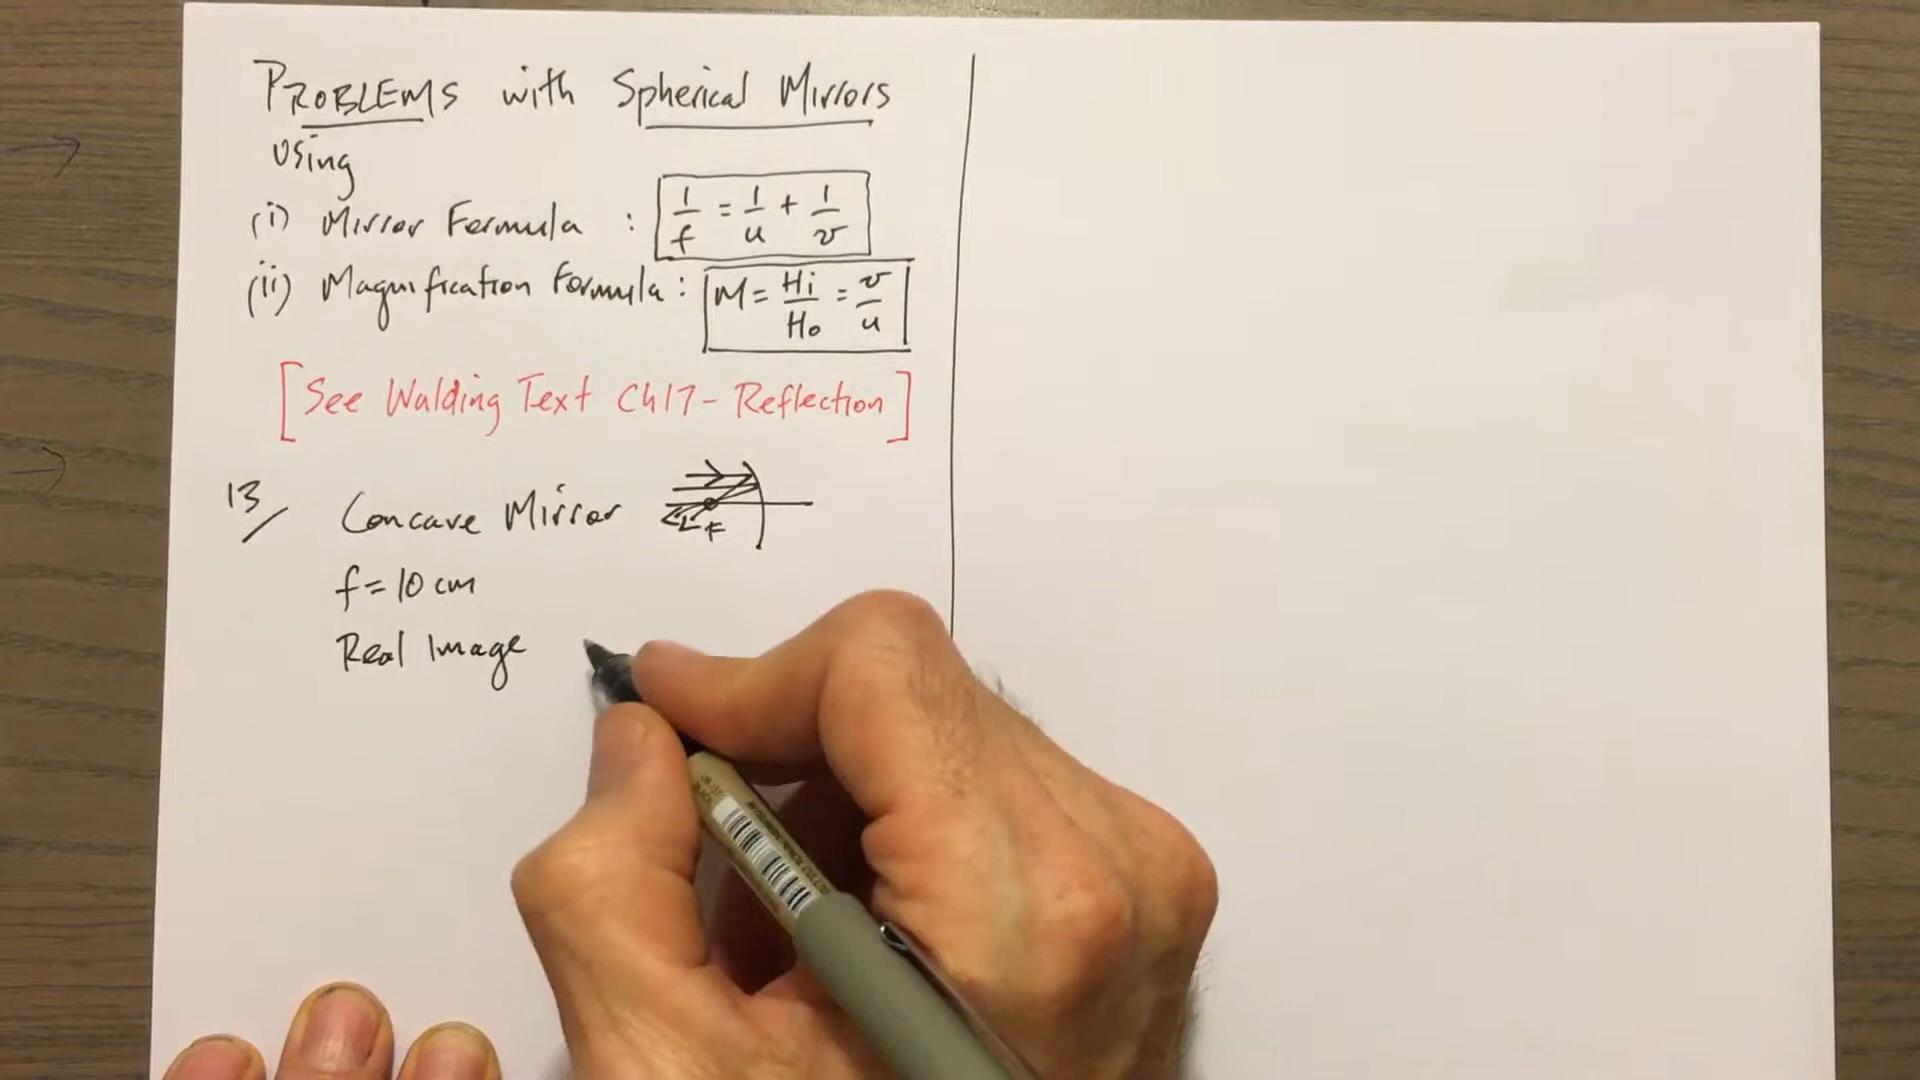 PROBLEMS with Spherical Mirrors
using
(i) Mirror Formula : 1/f = 1/u + 1/v
(ii) Magnification Formula : M = Hi/Ho = v/u
[See Walding Text Ch17 - Reflection]
13/ Concave Mirror
F
f = 10 cm
Real Image